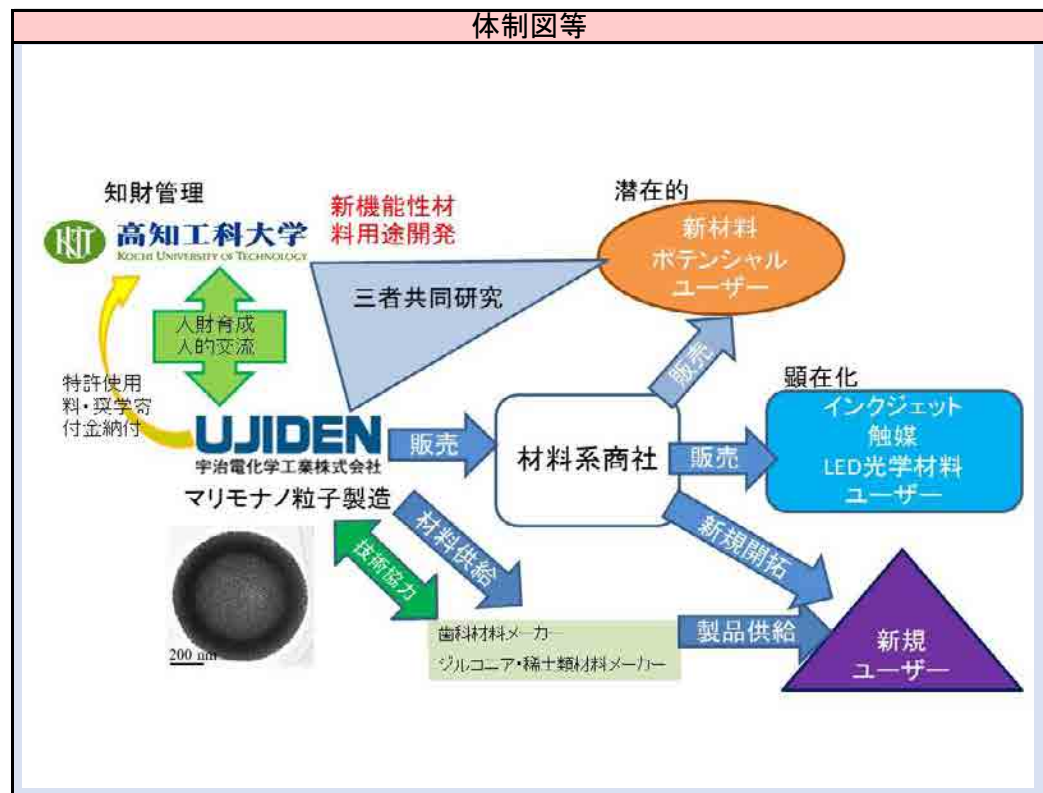 体制図等
知財管理
高知工科大学
KOCHI UNIVERSITY OF TECHNOLOGY
新機能性材
料用途開発
三者共同研究
潜在的
新材料
ポテンシャル
ユーザー
人財育成
人的交流
特許使用
料・奨学寄
付金納付
UJIDEN
宇治電化学工業株式会社
マリモナノ粒子製造
販売
材料系商社
販売
販売
顕在化
インクジェット
触媒
LED光学材料
ユーザー
200 nm
技術協力
材料供給
新規開拓
歯科材料メーカー
ジルコニア・稀土類材料メーカー
製品供給
新規
ユーザー